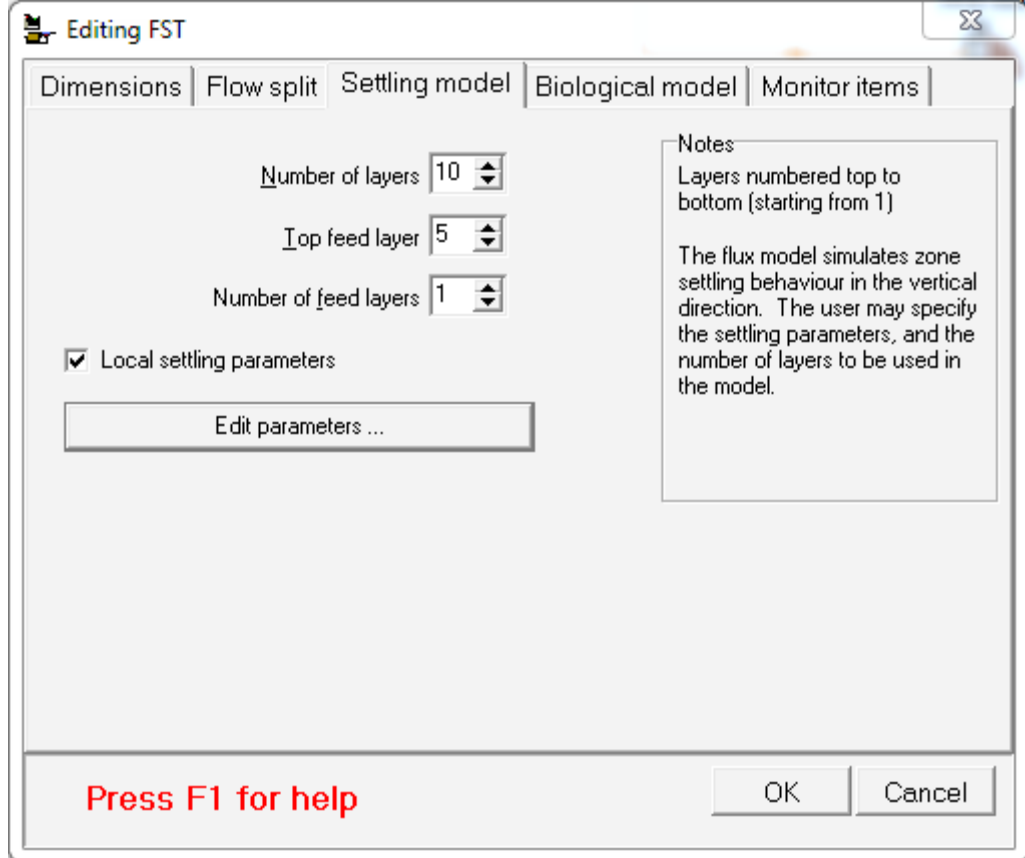 Editing FST
Dimensions
Flow split
Settling model
Biological model
Monitor items
Number of layers 10
Top feed layer 5
Number of feed layers 1
Local settling parameters
Edit parameters ...
Notes
Layers numbered top to
bottom (starting from 1)
The flux model simulates zone
settling behaviour in the vertical
direction. The user may specify
the settling parameters, and the
number of layers to be used in
the model.
Press F1 for help
OK
Cancel